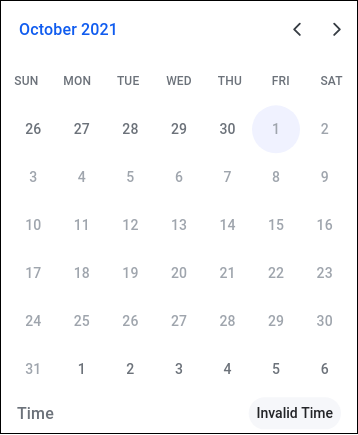 October 2021
SUN MON TUE WED THU FRI SAT
26 27 28 29 30 1 2
3 4 5 6 7 8 9
10 11 12 13 14 15 16
17 18 19 20 21 22 23
24 25 26 27 28 29 30
31 1 2 3 4 5 6
Time Invalid Time